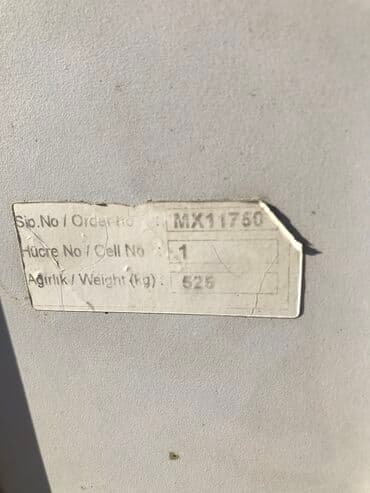 Sip.No / Order no : MX11750
Hücre No / Cell No : 1
Ağırlık / Weight (kg) : 525